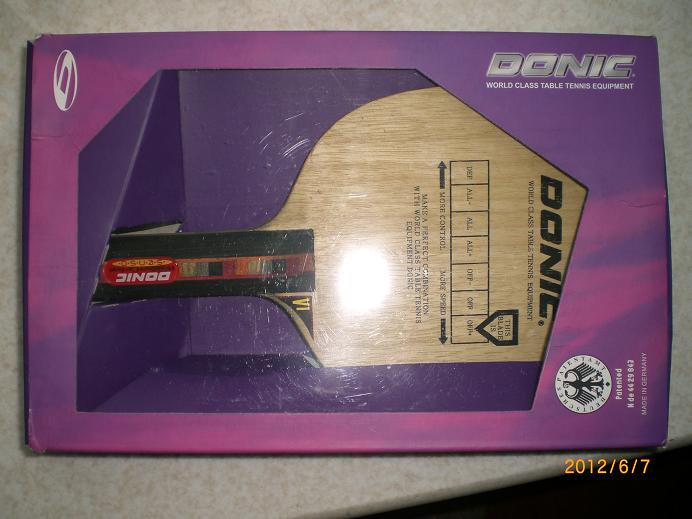 DONIC®
WORLD CLASS TABLE TENNIS EQUIPMENT
DONIC®
WORLD CLASS TABLE TENNIS EQUIPMENT
THIS
BLADE
IS
DEF ALL- ALL ALL+ OFF- OFF OFF+
MORE CONTROL MORE SPEED
MAKE A PERFECT COMBINATION
WITH WORLD CLASS TABLE TENNIS
EQUIPMENT DONIC
DONIC
DEUTSCHES PATENTAMT
Patented
MADE IN GERMANY
2012/6/7